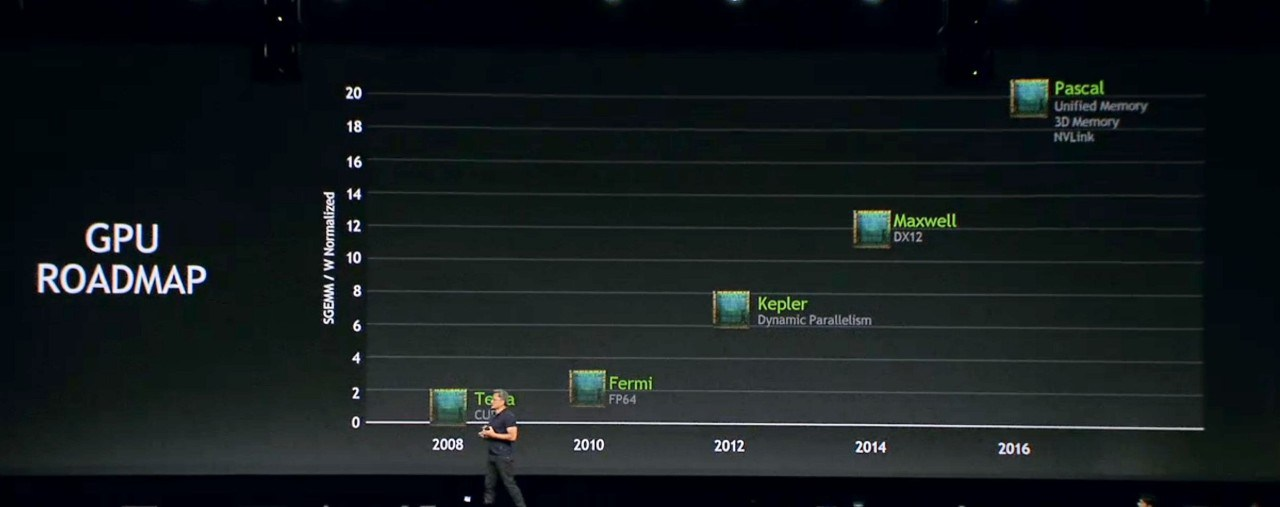 GPU
ROADMAP
SGEMM / W Normalized
20
18
16
14
12
10
8
6
4
2
0
Pascal
Unified Memory
3D Memory
NVLink
Maxwell
DX12
Kepler
Dynamic Parallelism
Fermi
FP64
2008
2010
2012
2014
2016